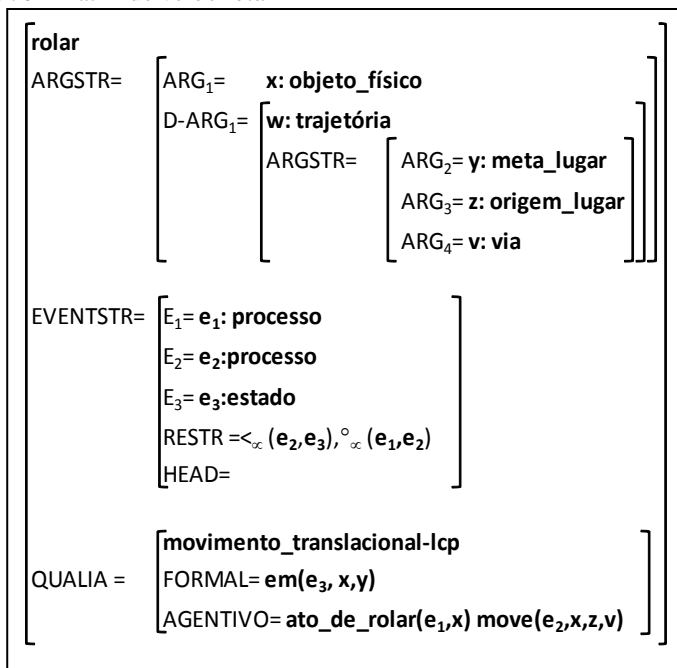 rolar
ARGSTR= ARG₁= x: objeto_físico
D-ARG₁= w: trajetória
ARGSTR= ARG₂= y: meta_lugar
ARG₃= z: origem_lugar
ARG₄= v: via
EVENTSTR= E₁= e₁: processo
E₂= e₂:processo
E₃= e₃:estado
RESTR =<∝ (e₂,e₃),°∝ (e₁,e₂)
HEAD=
movimento_translacional-lcp
QUALIA = FORMAL= em(e₃, x,y)
AGENTIVO= ato_de_rolar(e₁,x) move(e₂,x,z,v)